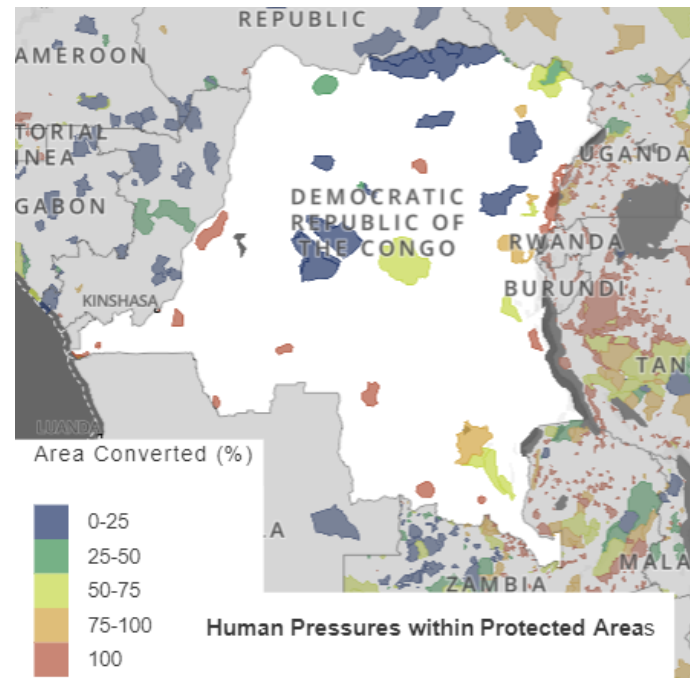 REPUBLIC
AMEROON
TORIAL
INEA
UGANDA
GABON
DEMOCRATIC
REPUBLIC OF
THE CONGO
RWANDA
BURUNDI
KINSHASA
TAN
LUANDA
Area Converted (%)
0-25
25-50
50-75
75-100
100
LA
ZAMBIA
MALA
Human Pressures within Protected Areas